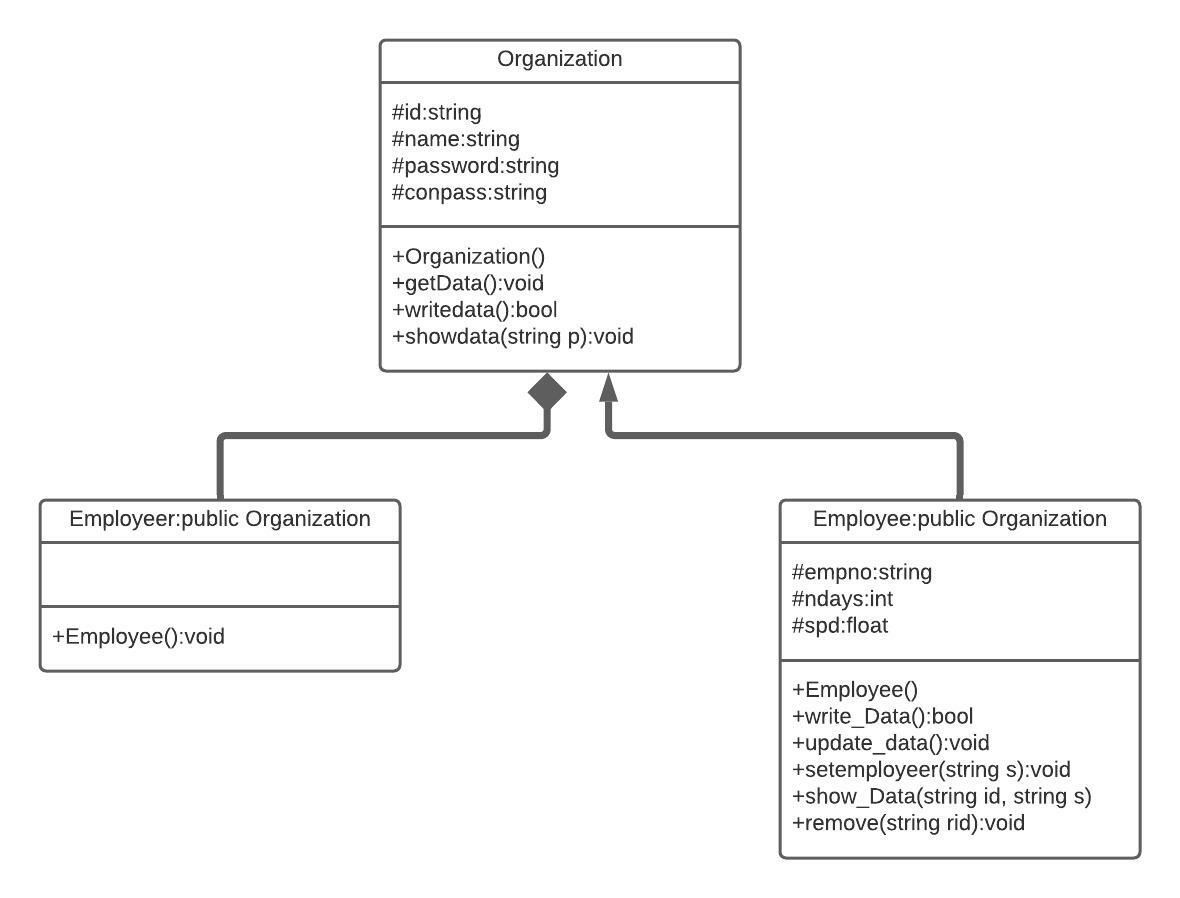 Organization
#id:string
#name:string
#password:string
#conpass:string
+Organization()
+getData():void
+writedata():bool
+showdata(string p):void
Employeer:public Organization
+Employee():void
Employee:public Organization
#empno:string
#ndays:int
#spd:float
+Employee()
+write_Data():bool
+update_data():void
+setemployeer(string s):void
+show_Data(string id, string s)
+remove(string rid):void